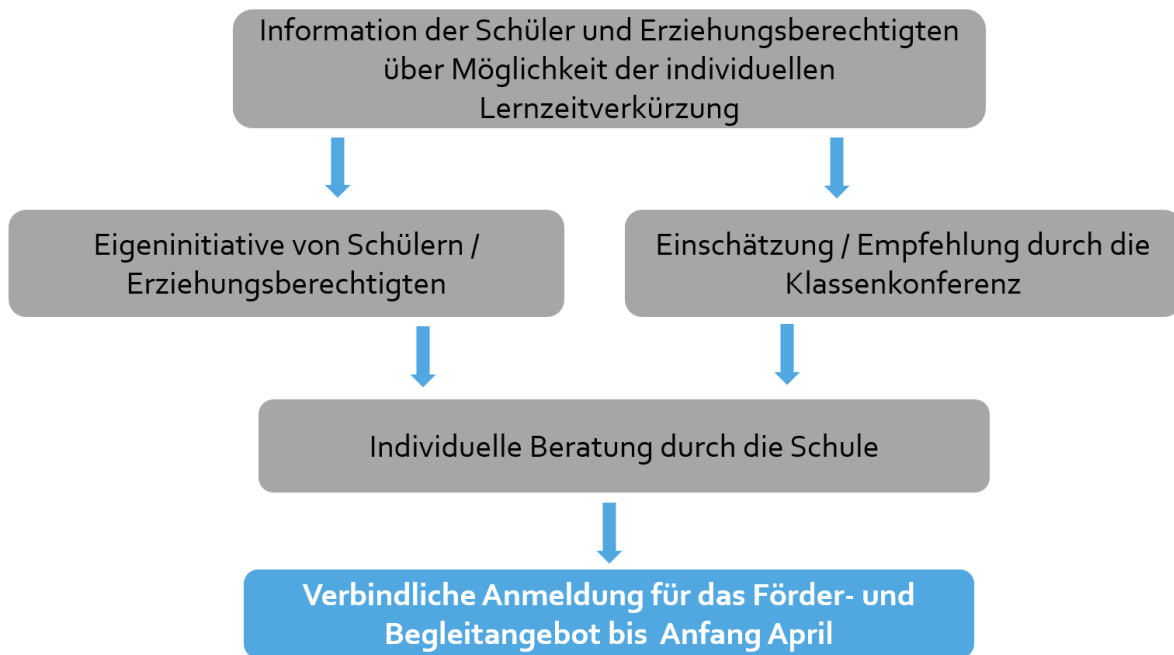 Information der Schüler und Erziehungsberechtigten
über Möglichkeit der individuellen
Lernzeitverkürzung
Eigeninitiative von Schülern /
Erziehungsberechtigten
Einschätzung / Empfehlung durch die
Klassenkonferenz
Individuelle Beratung durch die Schule
Verbindliche Anmeldung für das Förder- und
Begleitangebot bis Anfang April